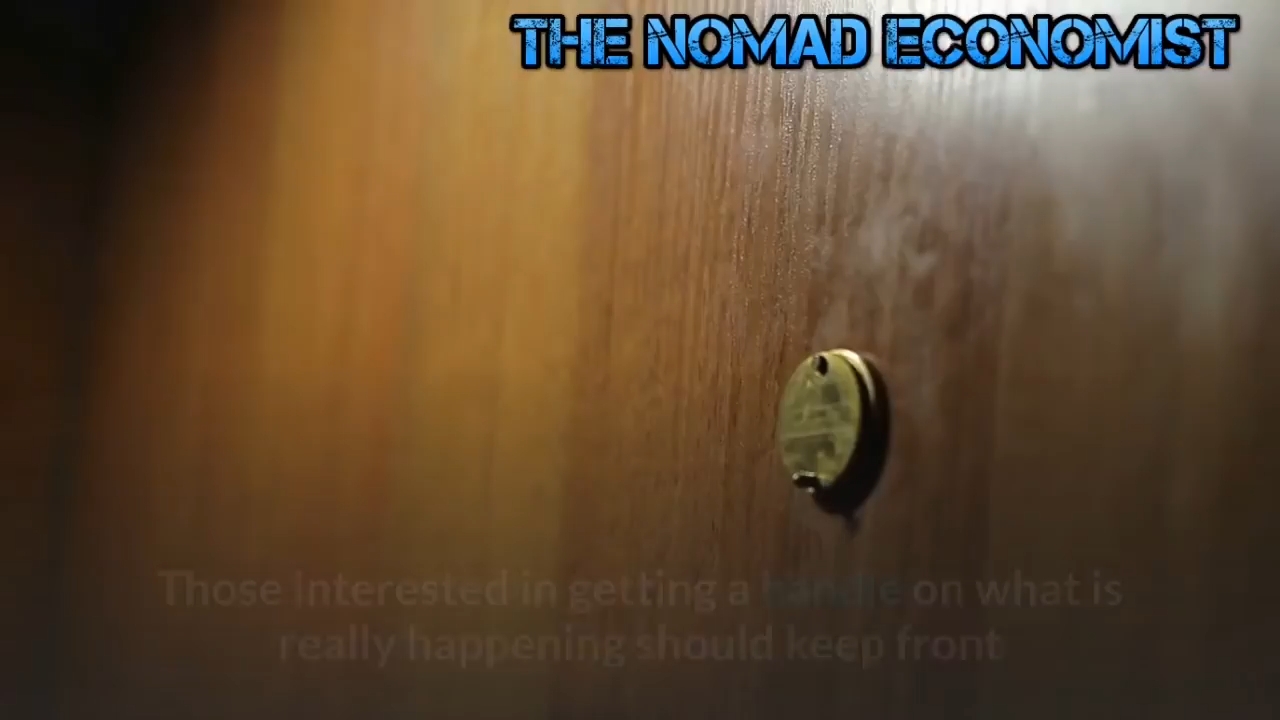 THE NOMAD ECONOMIST
Those Interested in getting a handle on what is
really happening should keep front